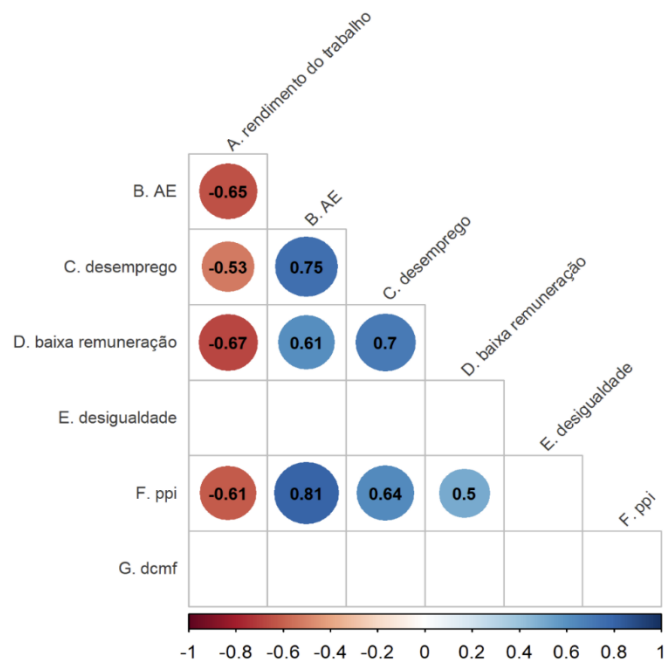 A. rendimento do trabalho
B. AE
C. desemprego
D. baixa remuneração
E. desigualdade
F. ppi
B. AE -0.65
C. desemprego -0.53 0.75
D. baixa remuneração -0.67 0.61 0.7
E. desigualdade
F. ppi -0.61 0.81 0.64 0.5
G. dcmf
-1 -0.8 -0.6 -0.4 -0.2 0 0.2 0.4 0.6 0.8 1